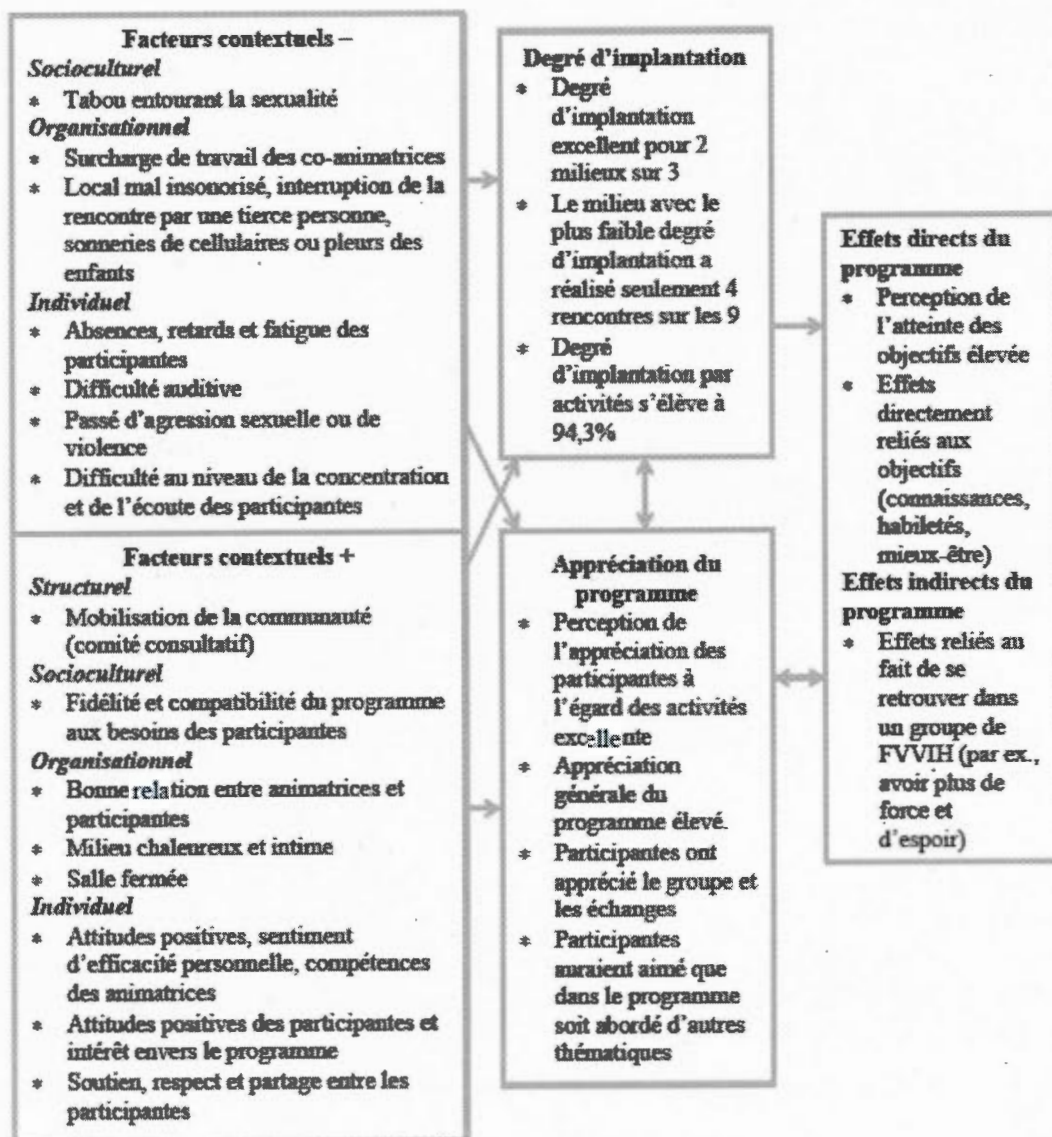 Facteurs contextuels –
Socioculturel
* Tabou entourant la sexualité
Organisationnel
* Surcharge de travail des co-animatrices
* Local mal insonorisé, interruption de la
rencontre par une tierce personne,
sonneries de cellulaires ou pleurs des
enfants
Individuel
* Absences, retards et fatigue des
participantes
* Difficulté auditive
* Passé d'agression sexuelle ou de
violence
* Difficulté au niveau de la concentration
et de l'écoute des participantes
Facteurs contextuels +
Structurel
* Mobilisation de la communauté
(comité consultatif)
Socioculturel
* Fidélité et compatibilité du programme
aux besoins des participantes
Organisationnel
* Bonne relation entre animatrices et
participantes
* Milieu chaleureux et intime
* Salle fermée
Individuel
* Attitudes positives, sentiment
d'efficacité personnelle, compétences
des animatrices
* Attitudes positives des participantes et
intérêt envers le programme
* Soutien, respect et partage entre les
participantes
Degré d'implantation
* Degré
d'implantation
excellent pour 2
milieux sur 3
* Le milieu avec le
plus faible degré
d'implantation a
réalisé seulement 4
rencontres sur les 9
* Degré
d'implantation par
activités s'élève à
94,3%
Appréciation du
programme
* Perception de
l'appréciation des
participantes à
l'égard des activités
excellente
* Appréciation
générale du
programme élevé.
* Participantes ont
apprécié le groupe et
les échanges
* Participantes
auraient aimé que
dans le programme
soit abordé d'autres
thématiques
Effets directs du
programme
* Perception de
l'atteinte des
objectifs élevée
* Effets
directement
reliés aux
objectifs
(connaissances,
habiletés,
mieux-être)
Effets indirects du
programme
* Effets reliés au
fait de se
retrouver dans
un groupe de
FVVIH (par ex.,
avoir plus de
force et
d'espoir)